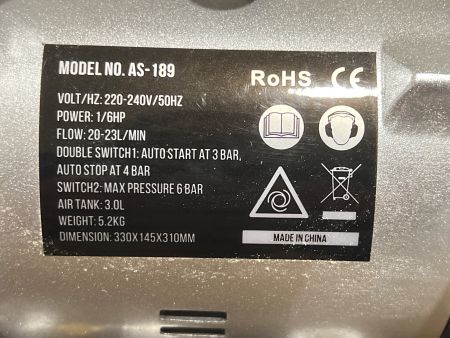 MODEL NO. AS-189
RoHS CE
VOLT/HZ: 220-240V/50HZ
POWER: 1/6HP
FLOW: 20-23L/MIN
DOUBLE SWITCH1: AUTO START AT 3 BAR,
AUTO STOP AT 4 BAR
SWITCH2: MAX PRESSURE 6 BAR
AIR TANK: 3.0L
WEIGHT: 5.2KG
DIMENSION: 330X145X310MM
MADE IN CHINA